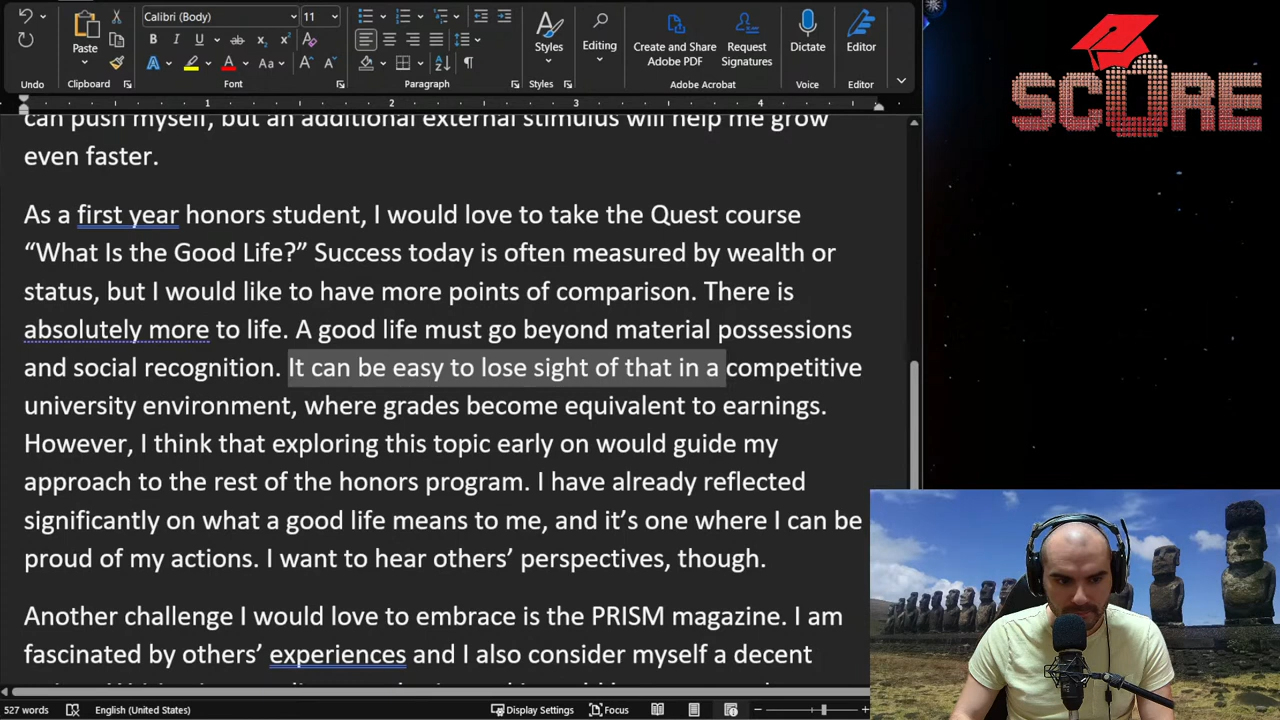 Calibri (Body) 11
Paste
Styles
Editing
Create and Share Adobe PDF
Request Signatures
Dictate
Editor
Undo
Clipboard
Font
Paragraph
Styles
Adobe Acrobat
Voice
Editor
1 2 3 4
SCORE
can push myself, but an additional external stimulus will help me grow
even faster.
As a first year honors student, I would love to take the Quest course
“What Is the Good Life?” Success today is often measured by wealth or
status, but I would like to have more points of comparison. There is
absolutely more to life. A good life must go beyond material possessions
and social recognition. It can be easy to lose sight of that in a competitive
university environment, where grades become equivalent to earnings.
However, I think that exploring this topic early on would guide my
approach to the rest of the honors program. I have already reflected
significantly on what a good life means to me, and it’s one where I can be
proud of my actions. I want to hear others’ perspectives, though.
Another challenge I would love to embrace is the PRISM magazine. I am
fascinated by others’ experiences and I also consider myself a decent
527 words
English (United States)
Display Settings
Focus